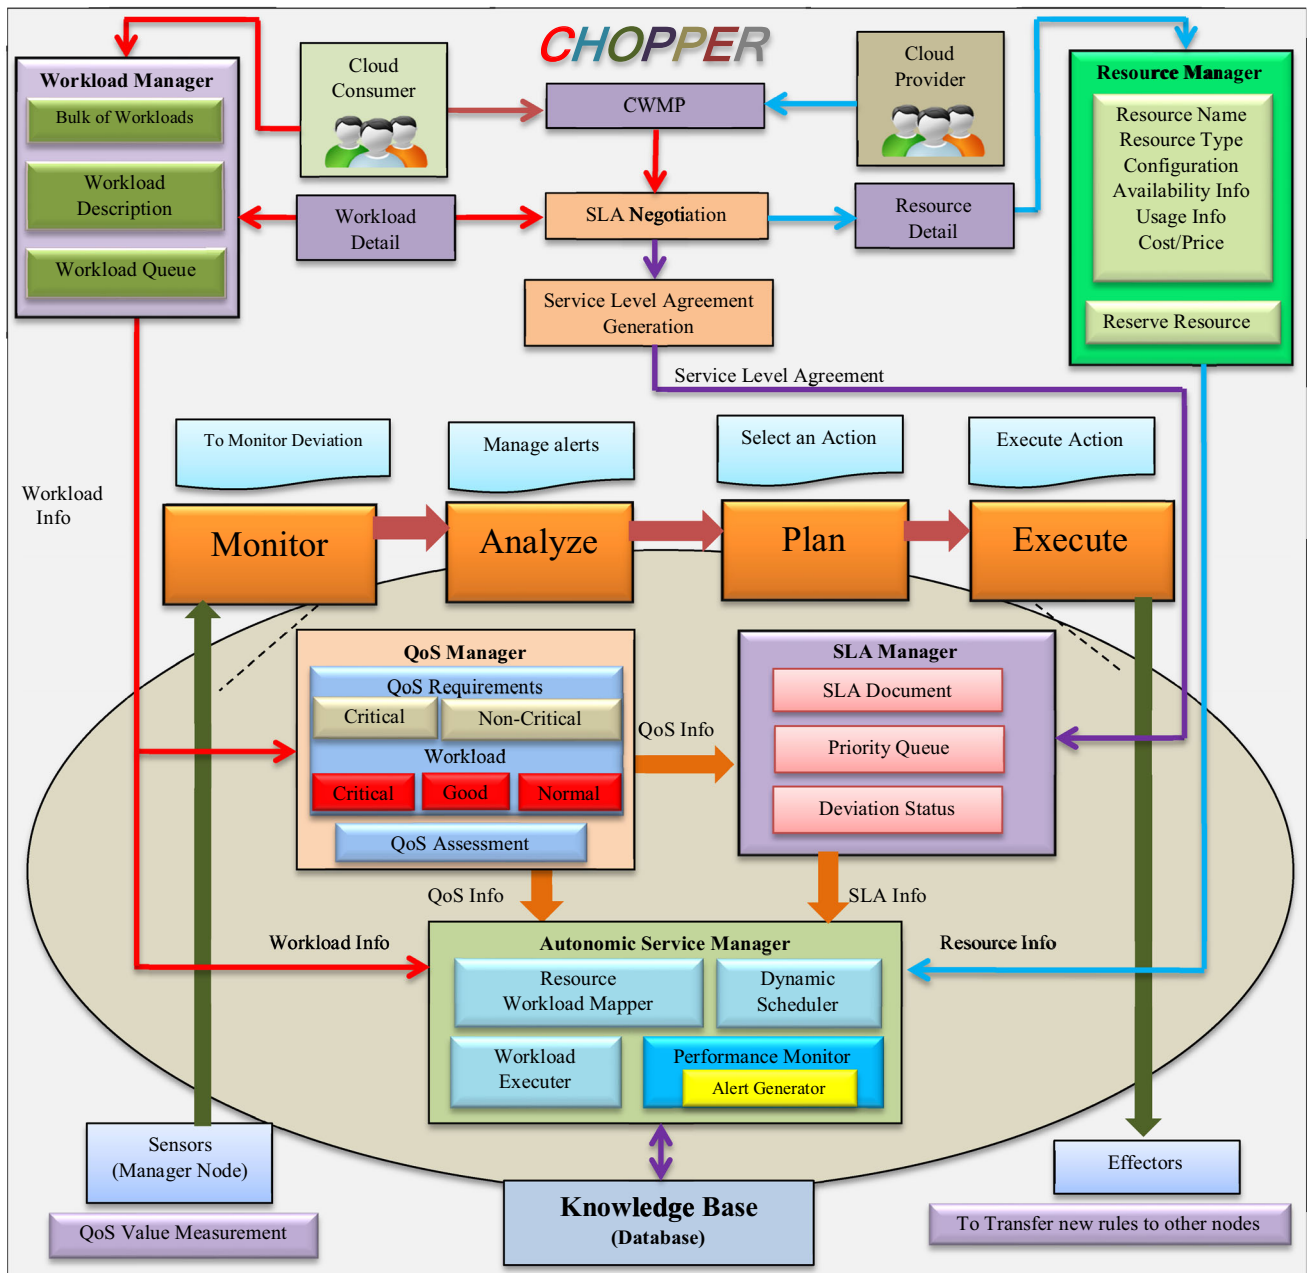 CHOPPER
Workload Manager
Bulk of Workloads
Workload
Description
Workload Queue
Cloud
Consumer
CWMP
Cloud
Provider
Resource Manager
Resource Name
Resource Type
Configuration
Availability Info
Usage Info
Cost/Price
Reserve Resource
Workload
Detail
SLA Negotiation
Resource
Detail
Service Level Agreement
Generation
Service Level Agreement
Workload
Info
To Monitor Deviation
Manage alerts
Select an Action
Execute Action
Monitor
Analyze
Plan
Execute
QoS Manager
QoS Requirements
Critical
Non-Critical
Workload
Critical
Good
Normal
QoS Assessment
QoS Info
SLA Manager
SLA Document
Priority Queue
Deviation Status
QoS Info
SLA Info
Workload Info
Resource Info
Autonomic Service Manager
Resource
Workload Mapper
Dynamic
Scheduler
Workload
Executer
Performance Monitor
Alert Generator
Sensors
(Manager Node)
QoS Value Measurement
Knowledge Base
(Database)
Effectors
To Transfer new rules to other nodes